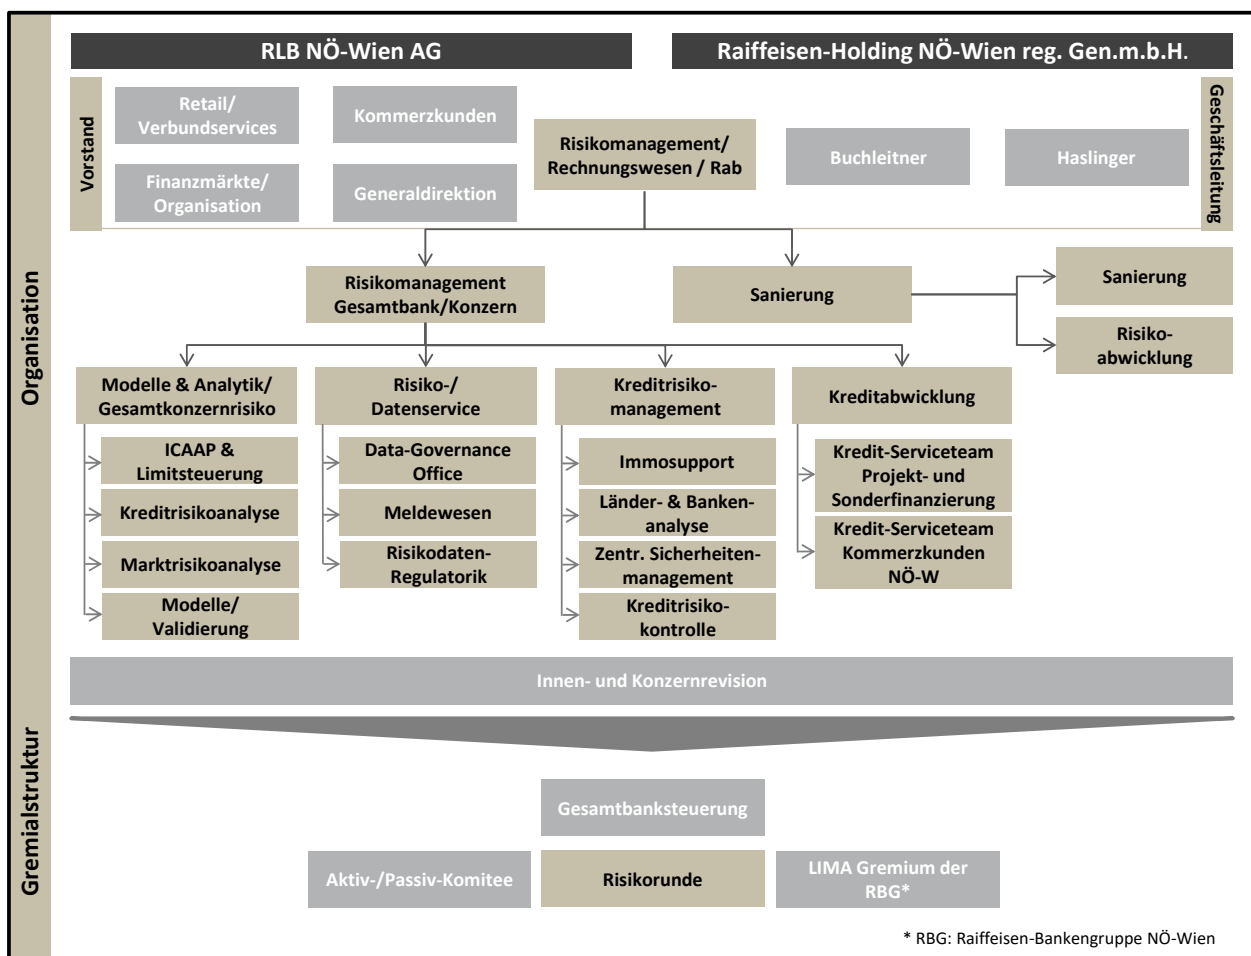 RLB NÖ-Wien AG
Raiffeisen-Holding NÖ-Wien reg. Gen.m.b.H.
Vorstand
Retail/
Verbundservices
Kommerzkunden
Finanzmärkte/
Organisation
Generaldirektion
Risikomanagement/
Rechnungswesen / Rab
Buchleitner
Haslinger
Geschäftsleitung
Organisation
Risikomanagement
Gesamtbank/Konzern
Sanierung
Sanierung
Risiko-
abwicklung
Modelle & Analytik/
Gesamtkonzernrisiko
ICAAP &
Limitsteuerung
Kreditrisikoanalyse
Marktrisikoanalyse
Modelle/
Validierung
Risiko-/
Datenservice
Data-Governance
Office
Meldewesen
Risikodaten-
Regulatorik
Kreditrisiko-
management
Immosupport
Länder- & Banken-
analyse
Zentr. Sicherheiten-
management
Kreditrisiko-
kontrolle
Kreditabwicklung
Kredit-Serviceteam
Projekt- und
Sonderfinanzierung
Kredit-Serviceteam
Kommerzkunden
NÖ-W
Innen- und Konzernrevision
Gremialstruktur
Gesamtbanksteuerung
Aktiv-/Passiv-Komitee
Risikorunde
LIMA Gremium der
RBG*
* RBG: Raiffeisen-Bankengruppe NÖ-Wien